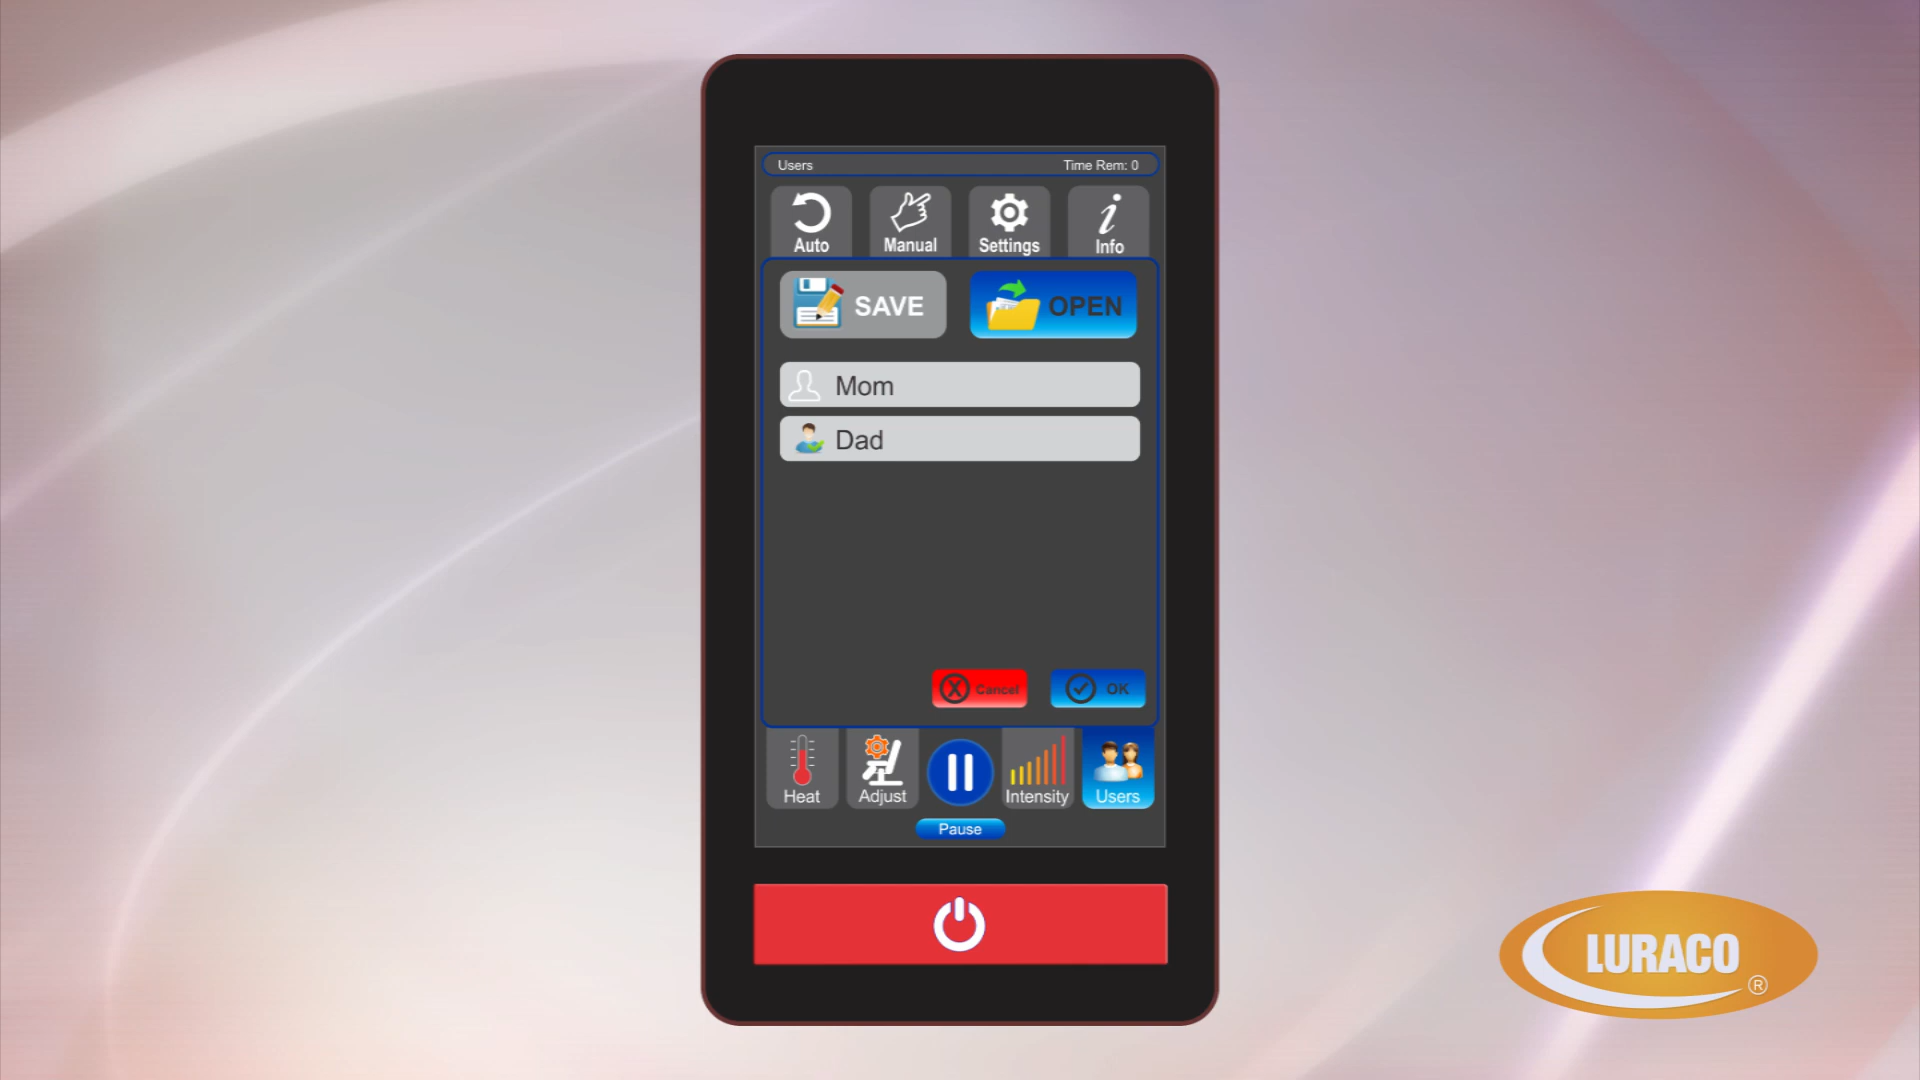 Users Time Rem: 0
Auto Manual Settings Info
SAVE OPEN
Mom
Dad
Cancel OK
Heat Adjust Intensity Users
Pause
LURACO ®